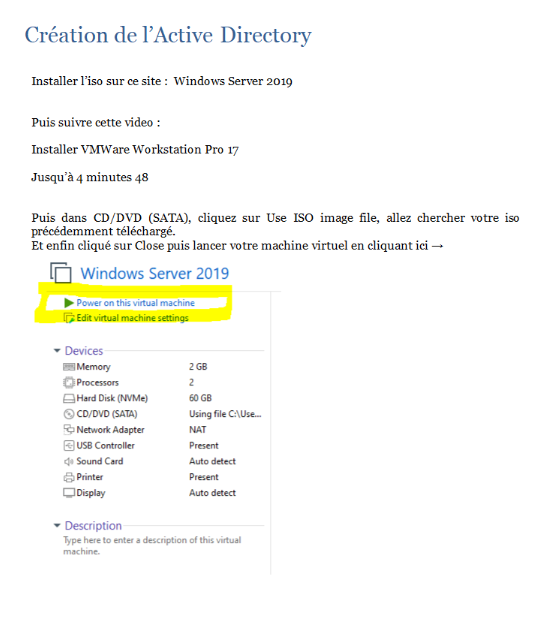 Création de l'Active Directory
Installer l'iso sur ce site : Windows Server 2019
Puis suivre cette video :
Installer VMWare Workstation Pro 17
Jusqu'à 4 minutes 48
Puis dans CD/DVD (SATA), cliquez sur Use ISO image file, allez chercher votre iso
précédemment téléchargé.
Et enfin cliqué sur Close puis lancer votre machine virtuel en cliquant ici →
Windows Server 2019
Power on this virtual machine
Edit virtual machine settings
Devices
Memory 2 GB
Processors 2
Hard Disk (NVMe) 60 GB
CD/DVD (SATA) Using file C:\Use...
Network Adapter NAT
USB Controller Present
Sound Card Auto detect
Printer Present
Display Auto detect
Description
Type here to enter a description of this virtual
machine.